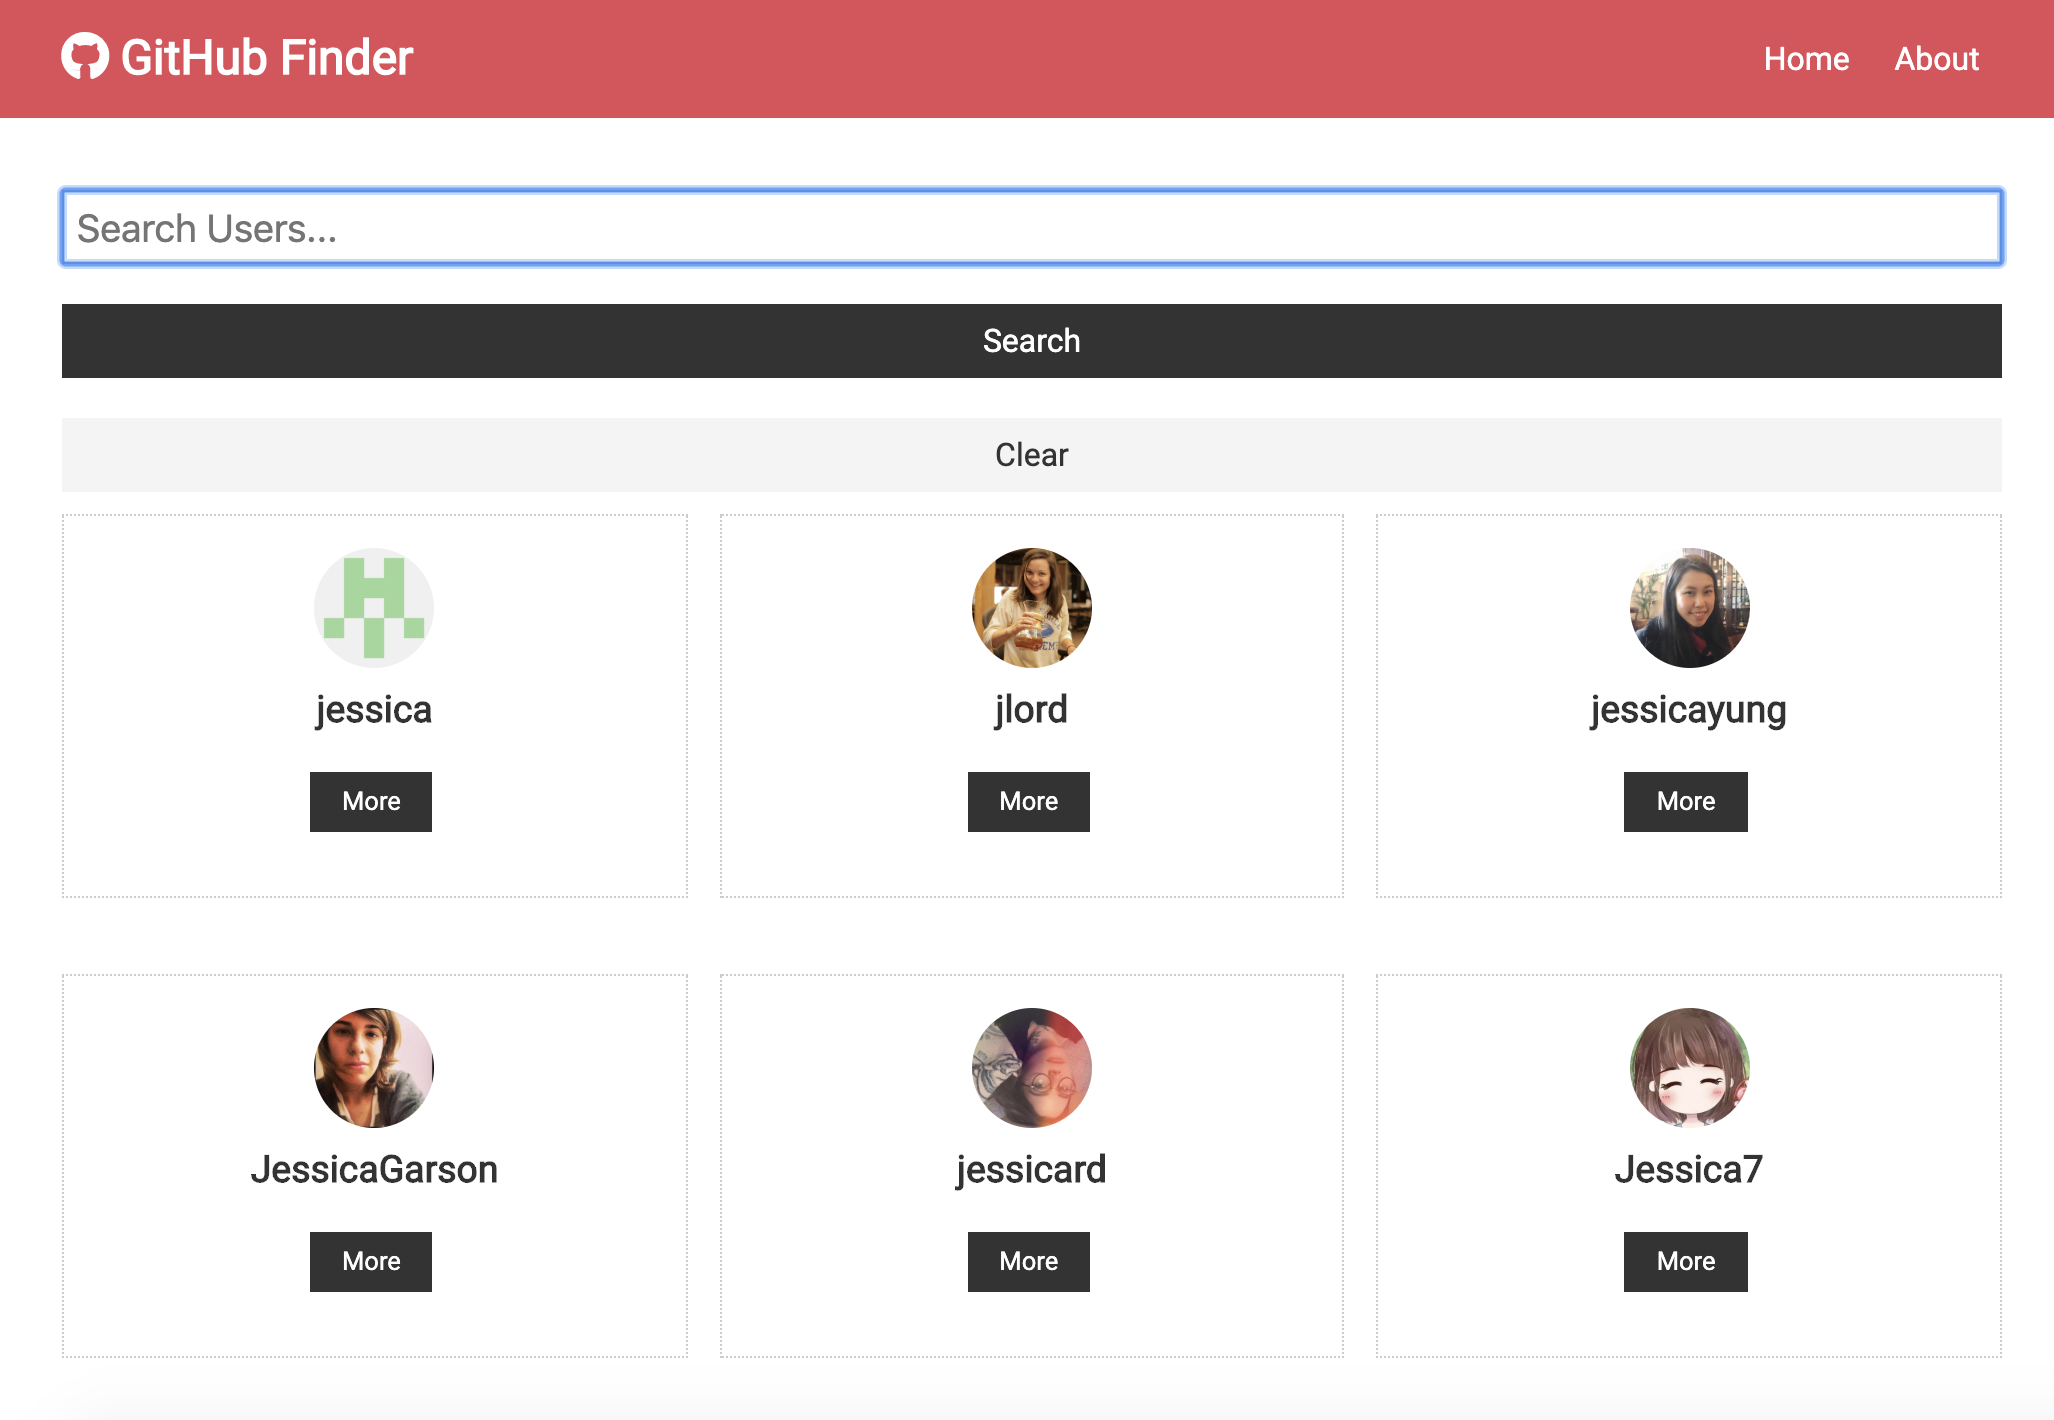 GitHub Finder
Home About
Search Users...
Search
Clear
jessica
jlord
jessicayung
More
More
More
JessicaGarson
jessicard
Jessica7
More
More
More